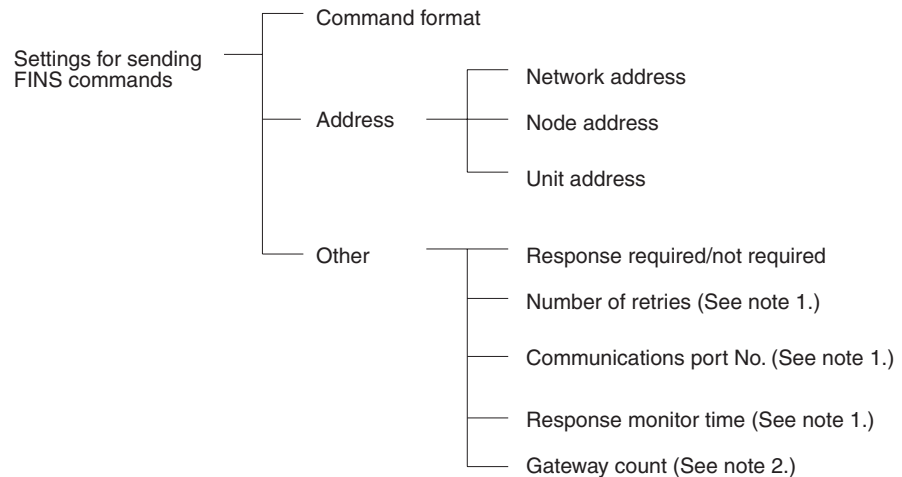 Command format
Settings for sending
FINS commands
Network address
Address
Node address
Unit address
Other
Response required/not required
Number of retries (See note 1.)
Communications port No. (See note 1.)
Response monitor time (See note 1.)
Gateway count (See note 2.)